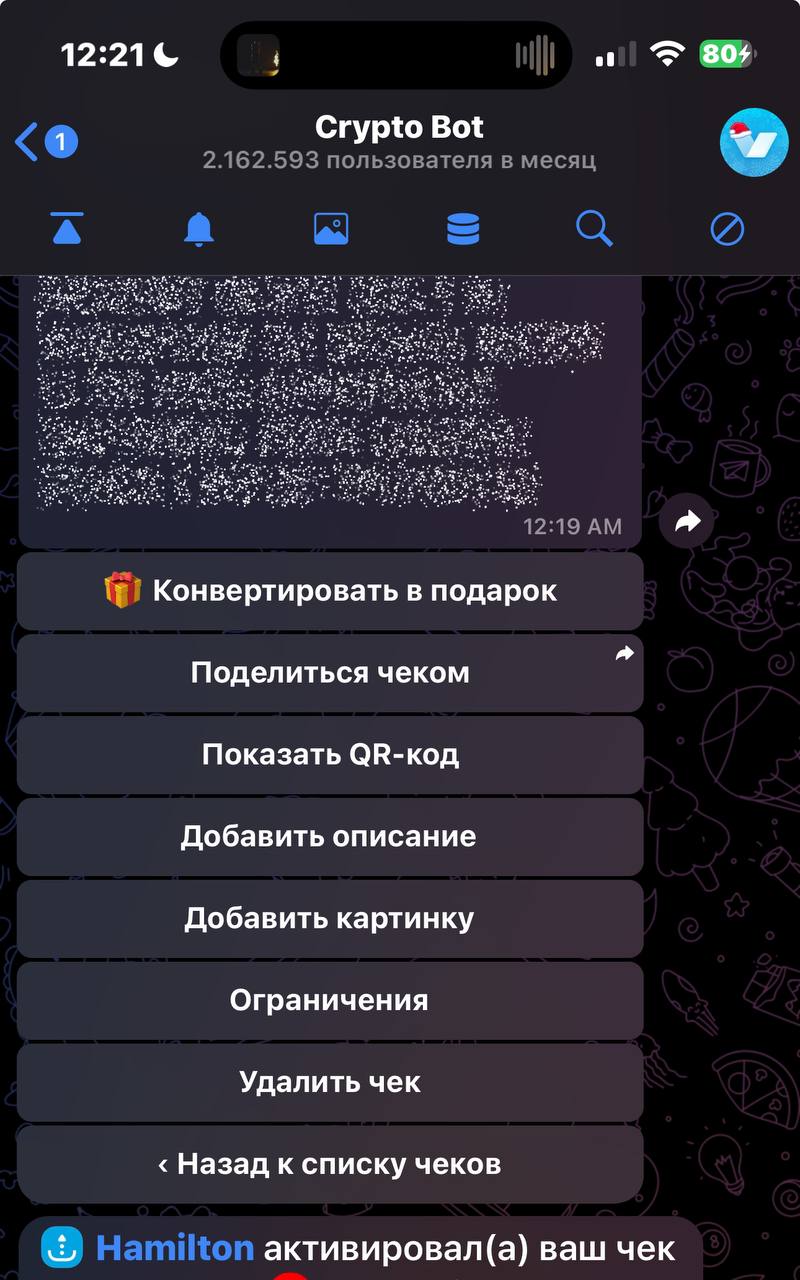 12:21
80
1
Crypto Bot
2.162.593 пользователя в месяц
12:19 AM
Конвертировать в подарок
Поделиться чеком
Показать QR-код
Добавить описание
Добавить картинку
Ограничения
Удалить чек
‹ Назад к списку чеков
Hamilton активировал(а) ваш чек